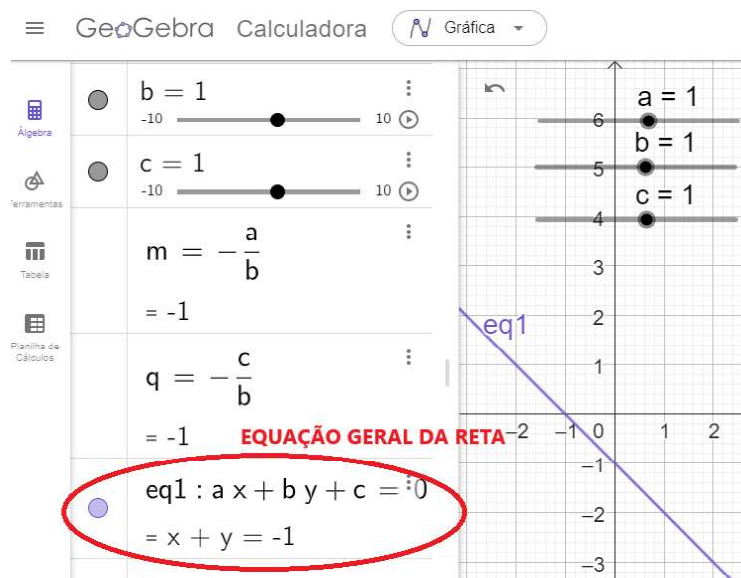 GeoGebra Calculadora Gráfica
Álgebra
Ferramentas
Tabela
Planilha de
Cálculos
b = 1
-10 10
c = 1
-10 10
m = -a/b
= -1
q = -c/b
= -1
EQUAÇÃO GERAL DA RETA
eq1 : a x + b y + c = 0
= x + y = -1
a = 1
b = 1
c = 1
eq1
6
5
4
3
2
1
-2 -1 0 1 2
-1
-2
-3